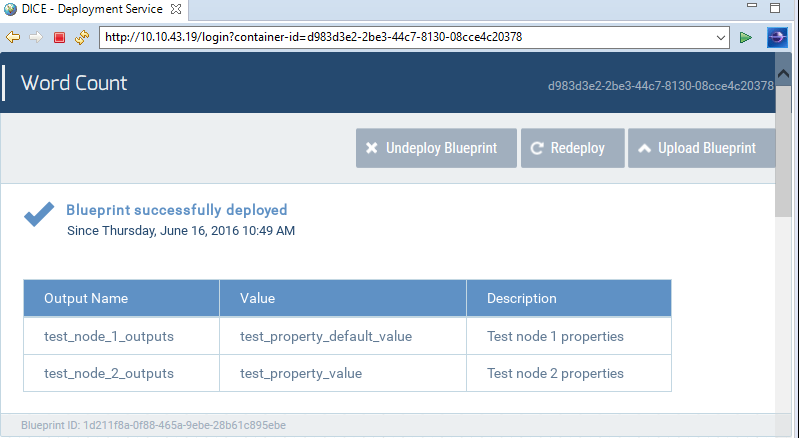 DICE - Deployment Service
http://10.10.43.19/login?container-id=d983d3e2-2be3-44c7-8130-08cce4c20378
Word Count
d983d3e2-2be3-44c7-8130-08cce4c20378
Undeploy Blueprint
Redeploy
Upload Blueprint
Blueprint successfully deployed
Since Thursday, June 16, 2016 10:49 AM
Output Name Value Description
test_node_1_outputs test_property_default_value Test node 1 properties
test_node_2_outputs test_property_value Test node 2 properties
Blueprint ID: 1d211f8a-0f88-465a-9ebe-28b61c895ebe